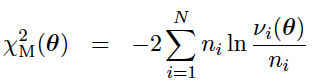 χ²_M(θ) = −2 ∑_{i=1}^{N} n_i ln ν_i(θ)/n_i